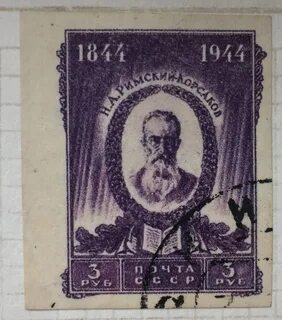 1844 1944
Н.А.РИМСКИЙ-КОРСАКОВ
3 ПОЧТА 3
РУБ СССР РУБ
И